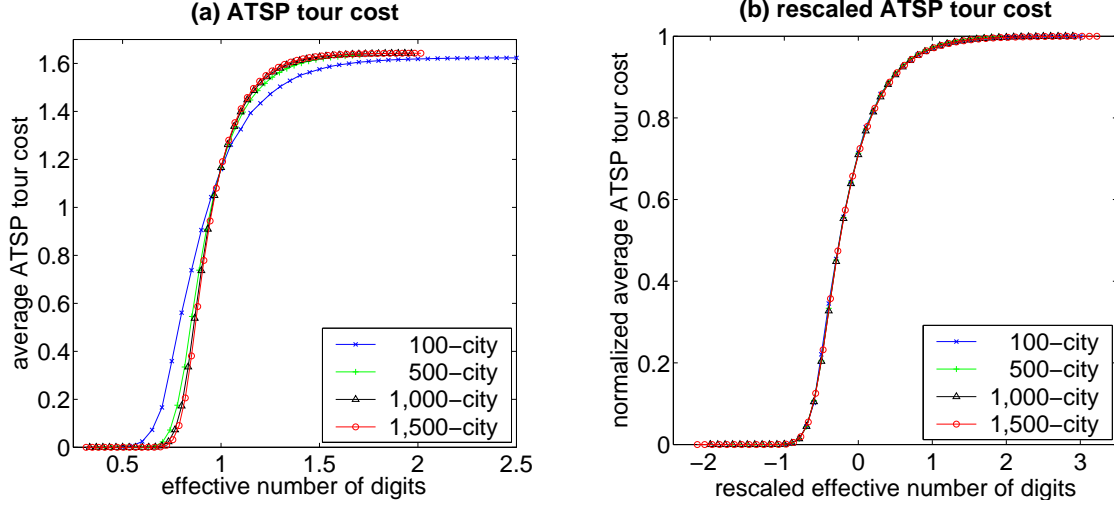 (a) ATSP tour cost
average ATSP tour cost
1.6
1.4
1.2
1
0.8
0.6
0.4
0.2
0
0.5
1
1.5
2
2.5
effective number of digits
100−city
500−city
1,000−city
1,500−city
(b) rescaled ATSP tour cost
normalized average ATSP tour cost
1
0.8
0.6
0.4
0.2
0
−2
−1
0
1
2
3
rescaled effective number of digits
100−city
500−city
1,000−city
1,500−city